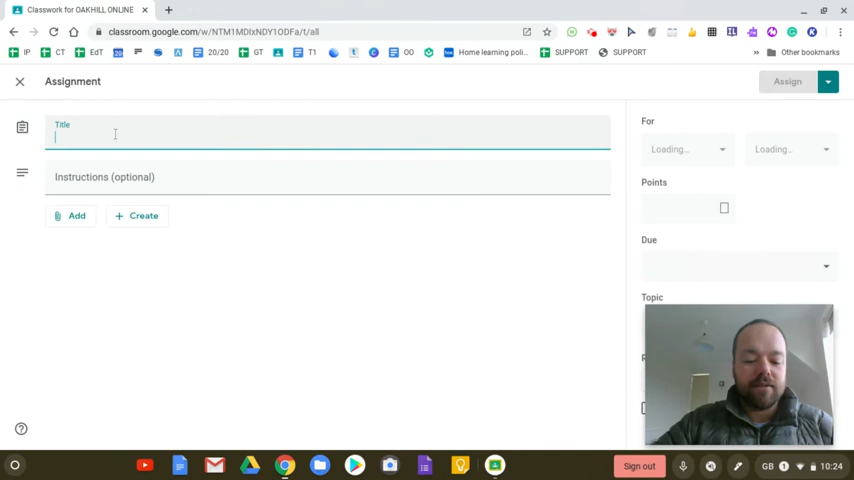 Classwork for OAKHILL ONLINE
classroom.google.com/w/NTM1MDIxNDY1ODFa/t/all
IP
CT
EdT
20/20
GT
T1
OO
Home learning poli...
SUPPORT
SUPPORT
»
Other bookmarks
Assignment
Assign
Title
Instructions (optional)
Add
Create
For
Loading...
Loading...
Points
Due
Topic
Sign out
GB
1
10:24